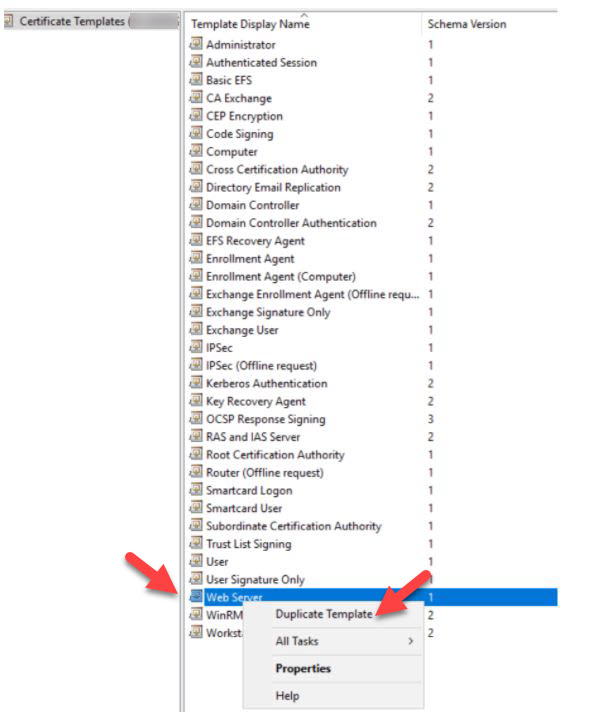 Certificate Templates (
Template Display Name Schema Version
Administrator 1
Authenticated Session 1
Basic EFS 1
CA Exchange 2
CEP Encryption 1
Code Signing 1
Computer 1
Cross Certification Authority 2
Directory Email Replication 2
Domain Controller 1
Domain Controller Authentication 2
EFS Recovery Agent 1
Enrollment Agent 1
Enrollment Agent (Computer) 1
Exchange Enrollment Agent (Offline requ... 1
Exchange Signature Only 1
Exchange User 1
IPSec 1
IPSec (Offline request) 1
Kerberos Authentication 2
Key Recovery Agent 2
OCSP Response Signing 3
RAS and IAS Server 2
Root Certification Authority 1
Router (Offline request) 1
Smartcard Logon 1
Smartcard User 1
Subordinate Certification Authority 1
Trust List Signing 1
User 1
User Signature Only 1
Web Server 1
WinRM 2
Workst 2
Duplicate Template
All Tasks >
Properties
Help